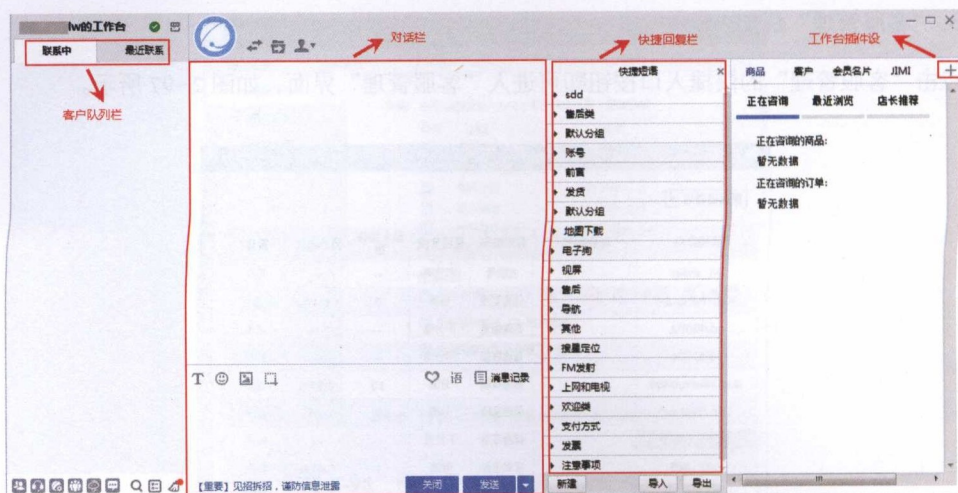 lw的工作台
联系中 最近联系
客户队列栏
对话栏
快捷回复栏
工作台插件设
快捷短语 ×
sdd
售后类
默认分组
账号
前言
发货
默认分组
地图下载
电子狗
视屏
售后
导航
其他
搜星定位
FM发射
上网和电视
欢迎类
支付方式
发票
注意事项
新建 导入 导出
商品 客户 会员名片 JIMI
正在咨询 最近浏览 店长推荐
正在咨询的商品:
暂无数据
正在咨询的订单:
暂无数据
T 语 消息记录
【重要】见招拆招,谨防信息泄露
关闭 发送